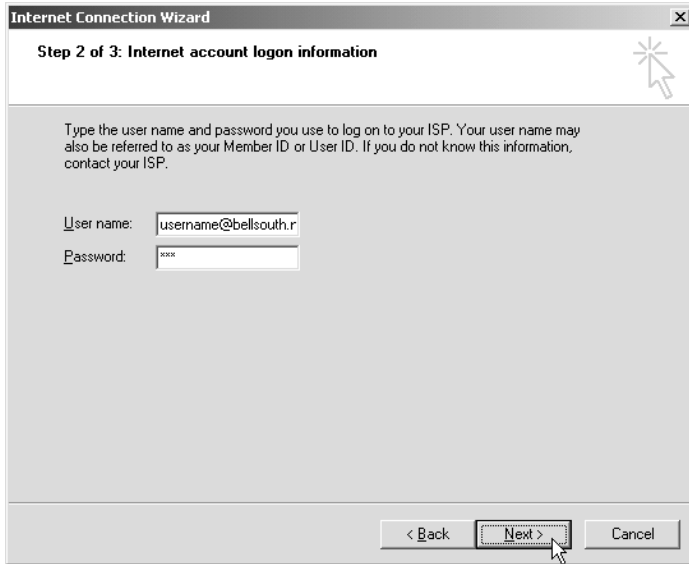 Internet Connection Wizard
Step 2 of 3: Internet account logon information
Type the user name and password you use to log on to your ISP. Your user name may
also be referred to as your Member ID or User ID. If you do not know this information,
contact your ISP.
User name: username@bellsouth.r
Password: ***
< Back Next > Cancel